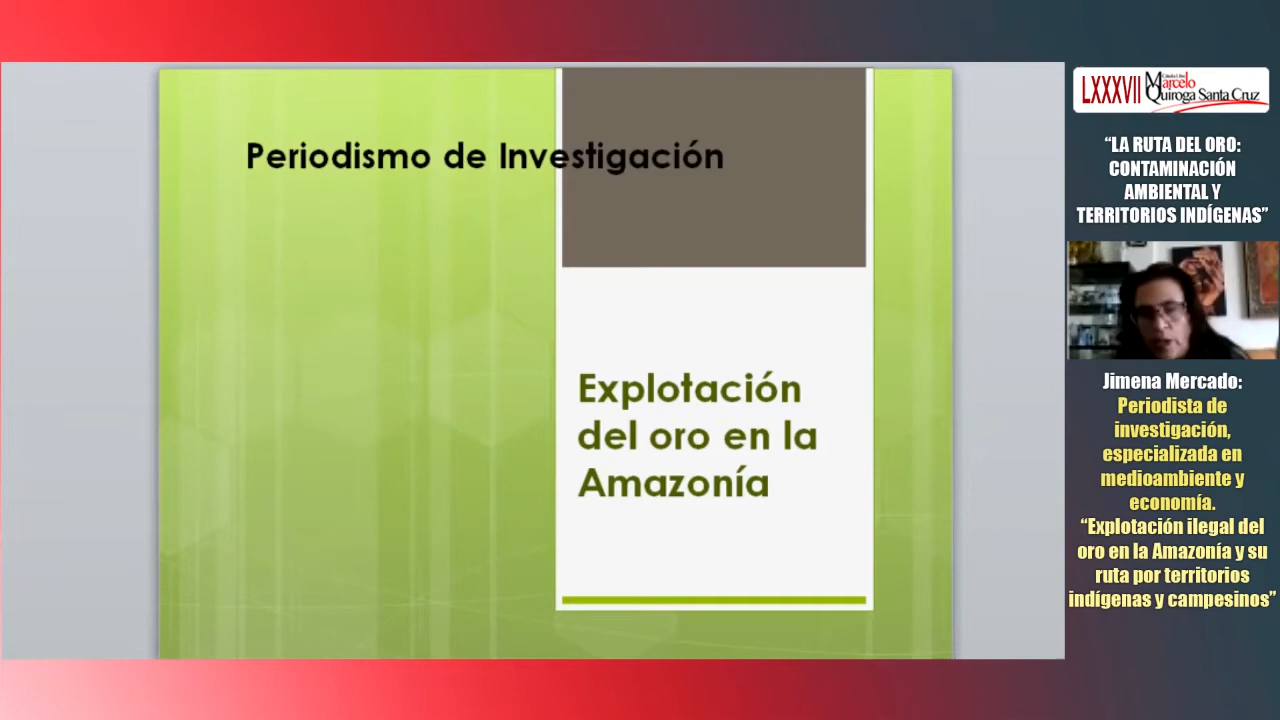 Periodismo de Investigación
Explotación
del oro en la
Amazonía
LXXXVII
Marcelo
Quiroga Santa Cruz
“LA RUTA DEL ORO:
CONTAMINACIÓN
AMBIENTAL Y
TERRITORIOS INDÍGENAS”
Jimena Mercado:
Periodista de
investigación,
especializada en
medioambiente y
economía.
“Explotación ilegal del
oro en la Amazonía y su
ruta por territorios
indígenas y campesinos”